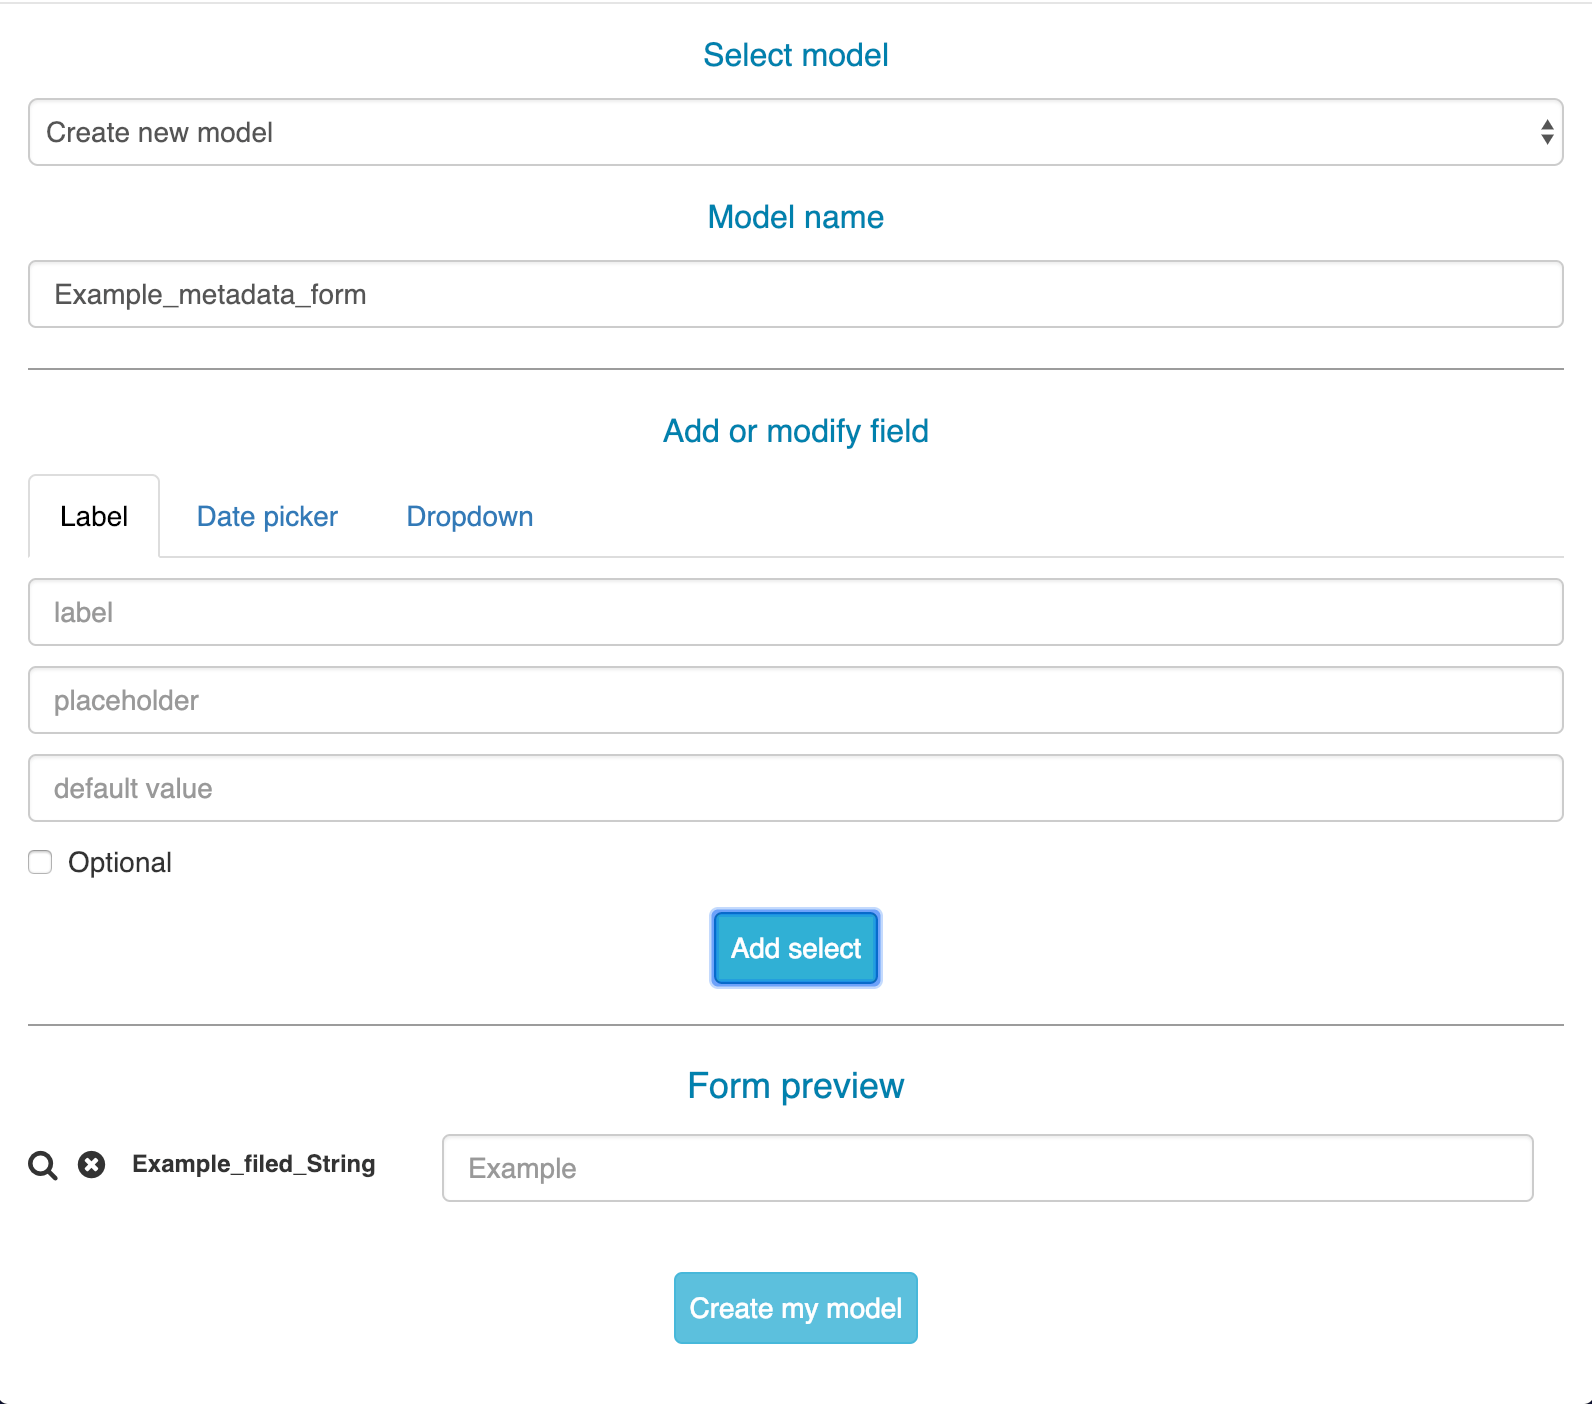 Select model
Create new model
Model name
Example_metadata_form
Add or modify field
Label Date picker Dropdown
label
placeholder
default value
Optional
Add select
Form preview
Example_filed_String Example
Create my model